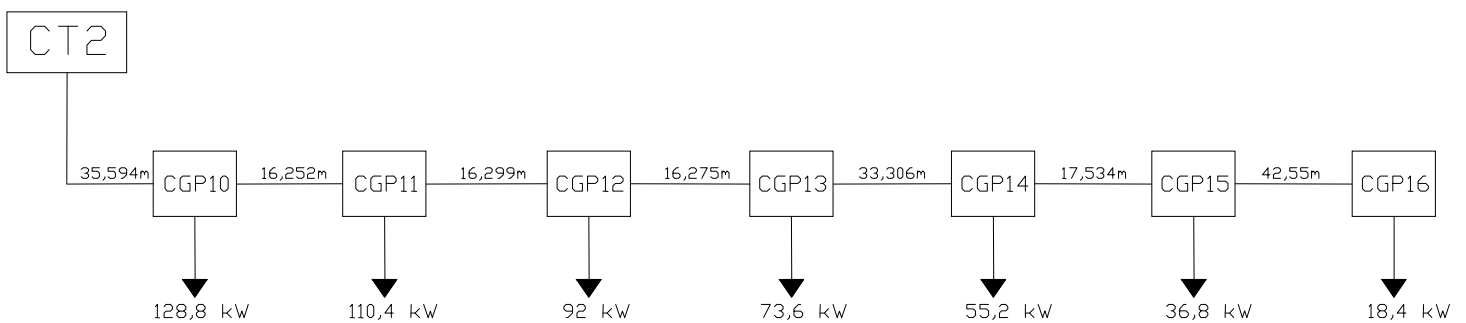 CT2
35,594m
16,252m
16,299m
16,275m
33,306m
17,534m
42,55m
CGP10
CGP11
CGP12
CGP13
CGP14
CGP15
CGP16
128,8 kW
110,4 kW
92 kW
73,6 kW
55,2 kW
36,8 kW
18,4 kW